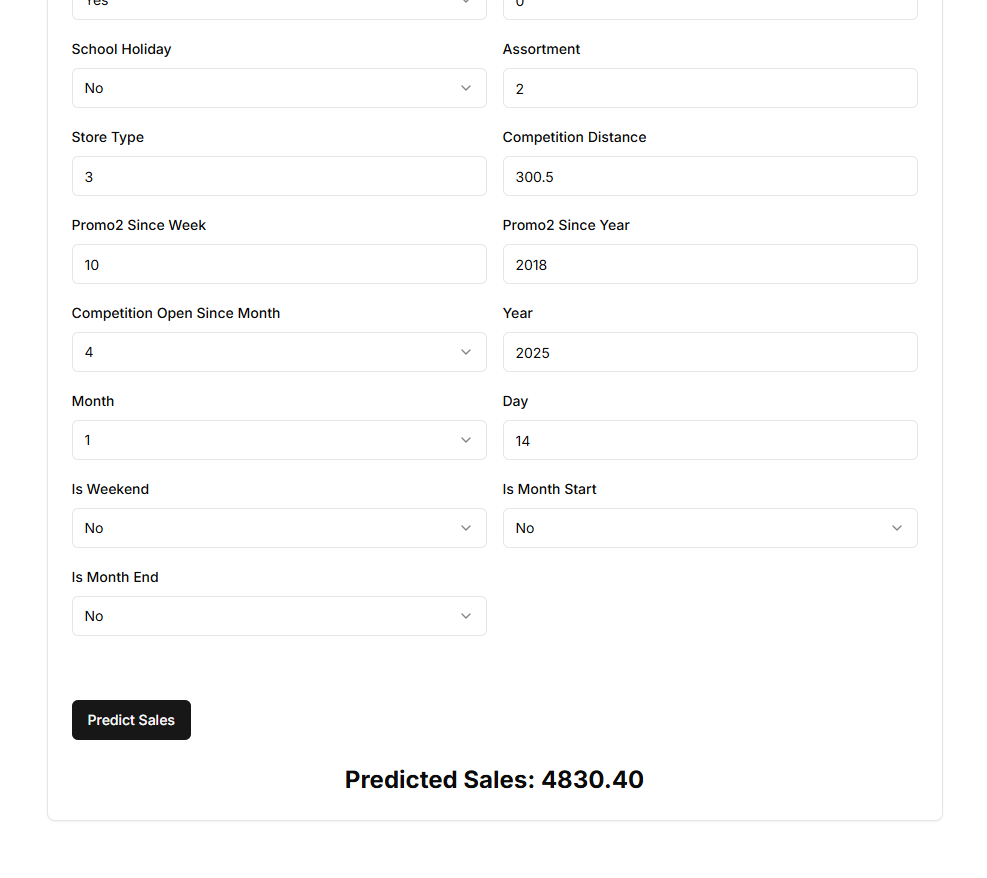 Yes
0
School Holiday
Assortment
No
2
Store Type
Competition Distance
3
300.5
Promo2 Since Week
Promo2 Since Year
10
2018
Competition Open Since Month
Year
4
2025
Month
Day
1
14
Is Weekend
Is Month Start
No
No
Is Month End
No
Predict Sales
Predicted Sales: 4830.40